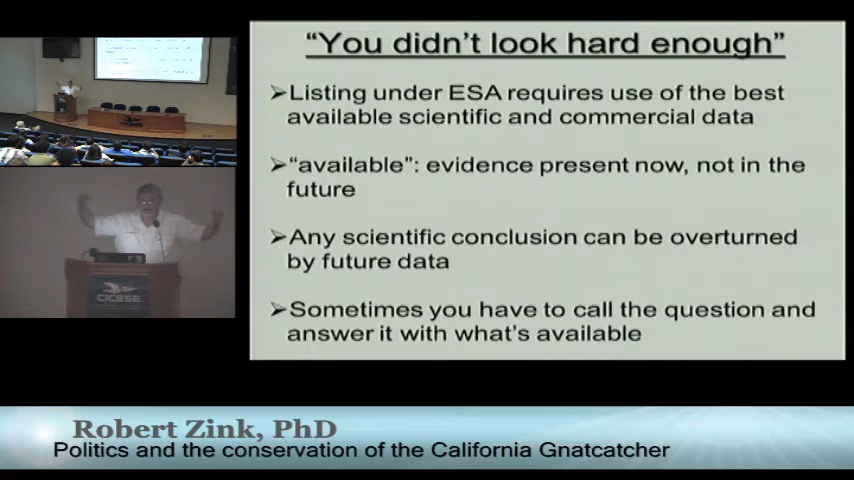 “You didn’t look hard enough”
➢Listing under ESA requires use of the best
available scientific and commercial data
➢“available”: evidence present now, not in the
future
➢Any scientific conclusion can be overturned
by future data
➢Sometimes you have to call the question and
answer it with what’s available
CICESE
Robert Zink, PhD
Politics and the conservation of the California Gnatcatcher